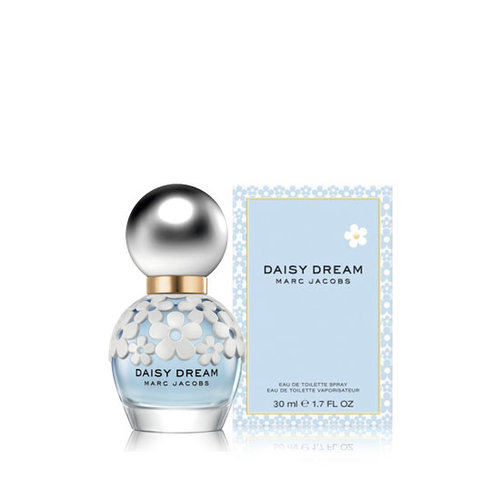 DAISY DREAM
MARC JACOBS
DAISY DREAM
MARC JACOBS
EAU DE TOILETTE SPRAY
EAU DE TOILETTE VAPORISATEUR
30 ml ℮ 1.7 FL OZ